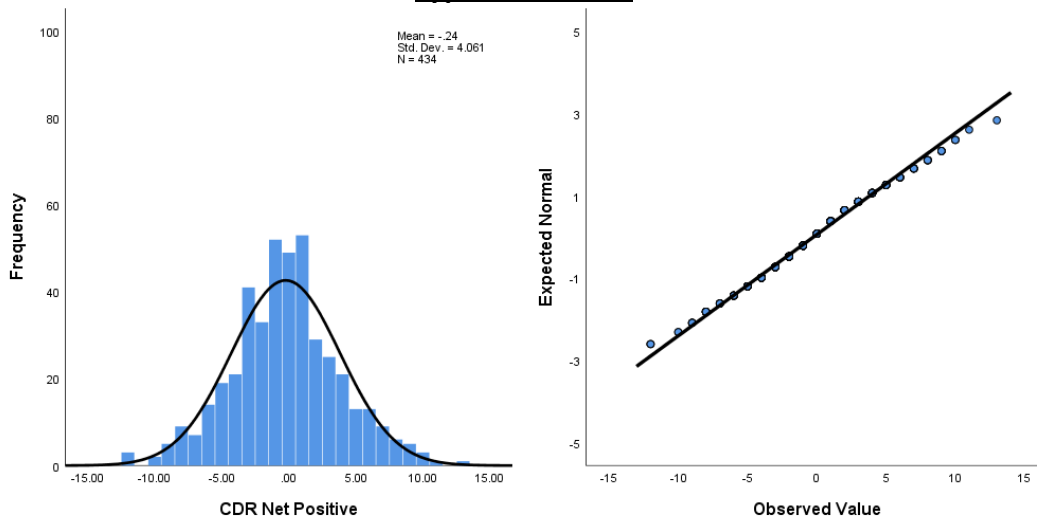 100
80
60
40
20
0
Frequency
Mean = -.24
Std. Dev. = 4.061
N = 434
-15.00 -10.00 -5.00 .00 5.00 10.00 15.00
CDR Net Positive
5
3
1
-1
-3
-5
Expected Normal
-15 -10 -5 0 5 10 15
Observed Value